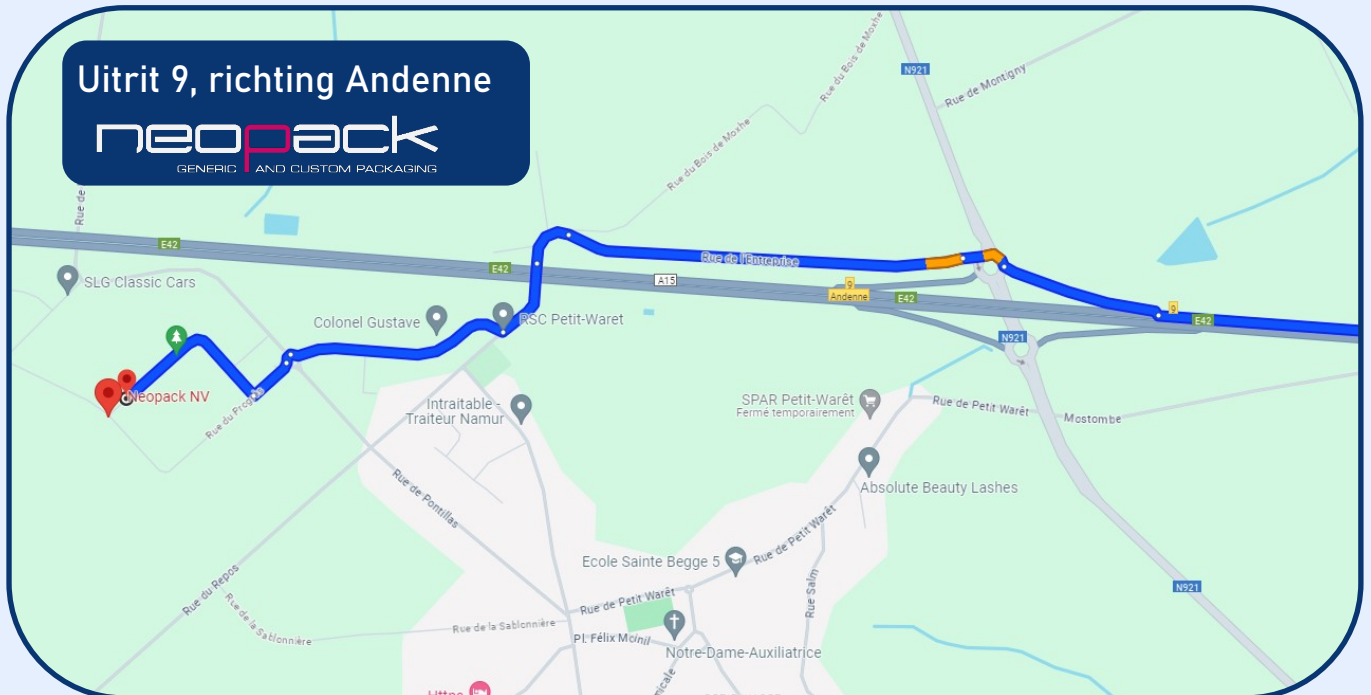 Uitrit 9, richting Andenne
neopack
GENERIC AND CUSTOM PACKAGING
N921
Rue de Montigny
Rue du Bois de Moxhe
Rue du Bois de Moxhe
Rue de
E42
SLG Classic Cars
E42
A15
Rue de l'Entreprise
9
Andenne
E42
9
E42
N921
Colonel Gustave
RSC Petit-Waret
Neopack NV
Rue du Progrès
Intraitable -
Traiteur Namur
SPAR Petit-Warêt
Fermé temporairement
Rue de Petit Warêt
Mostombe
Absolute Beauty Lashes
Rue de Pontillas
Rue de Petit Warêt
Ecole Sainte Begge 5
Rue du Repos
Rue de la Sablonnière
Rue de Petit Warêt
Rue Salm
N921
Rue de la Sablonnière
Pl. Félix Moinil
Notre-Dame-Auxiliatrice